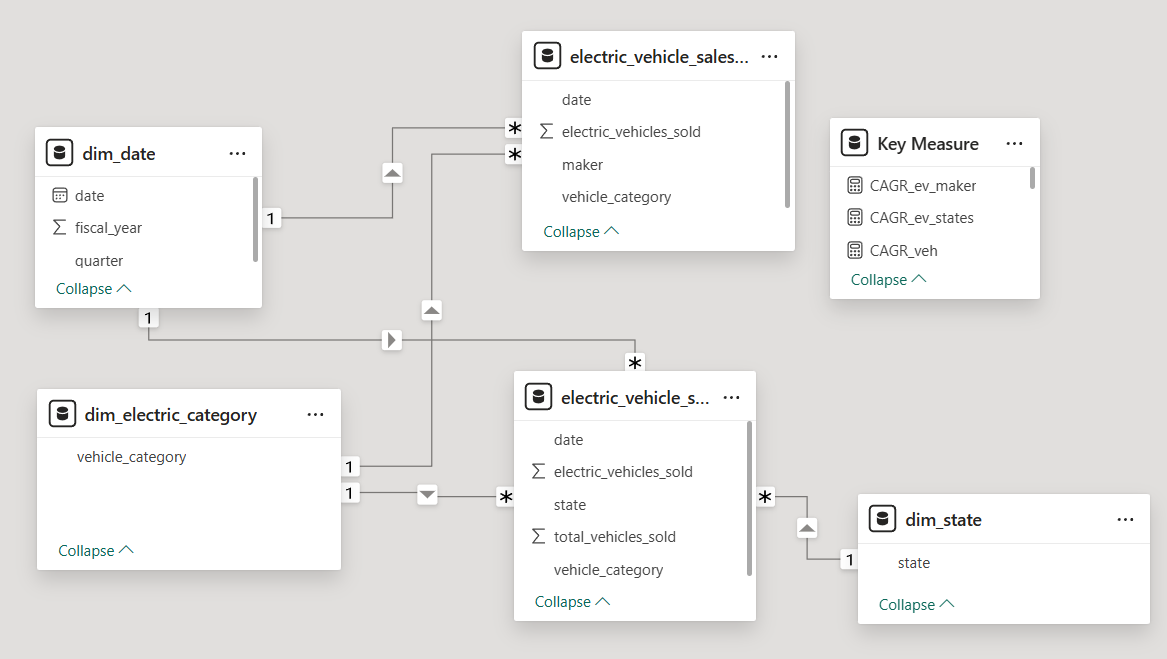 dim_date
date
fiscal_year
quarter
Collapse
1
1
electric_vehicle_sales...
date
electric_vehicles_sold
maker
vehicle_category
Collapse
*
*
Key Measure
CAGR_ev_maker
CAGR_ev_states
CAGR_veh
Collapse
dim_electric_category
vehicle_category
Collapse
1
1
electric_vehicle_s...
date
electric_vehicles_sold
state
total_vehicles_sold
vehicle_category
Collapse
*
*
*
dim_state
state
Collapse
1